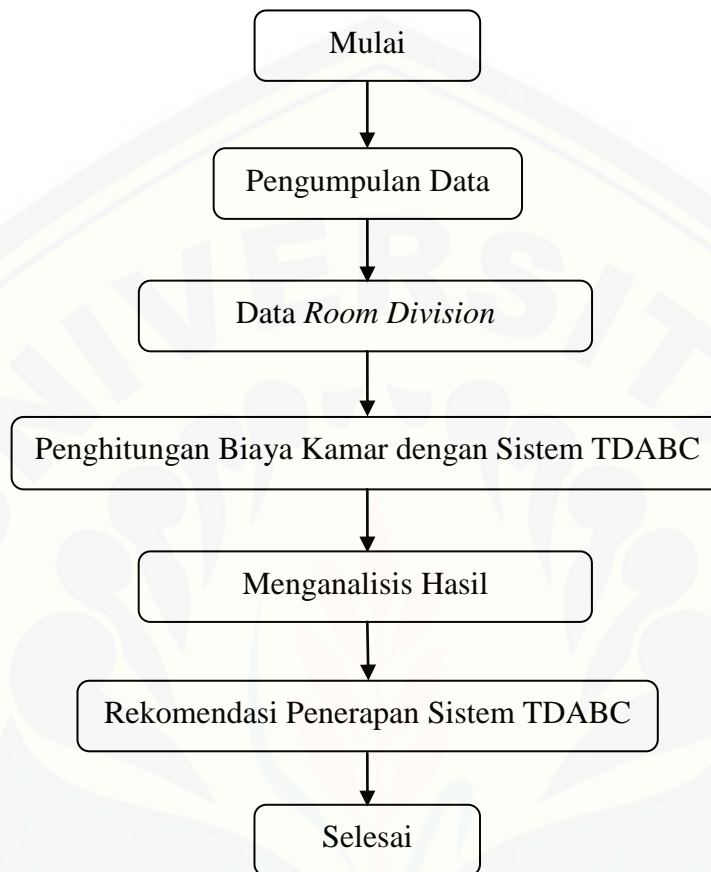 Mulai
Pengumpulan Data
Data Room Division
Penghitungan Biaya Kamar dengan Sistem TDABC
Menganalisis Hasil
Rekomendasi Penerapan Sistem TDABC
Selesai